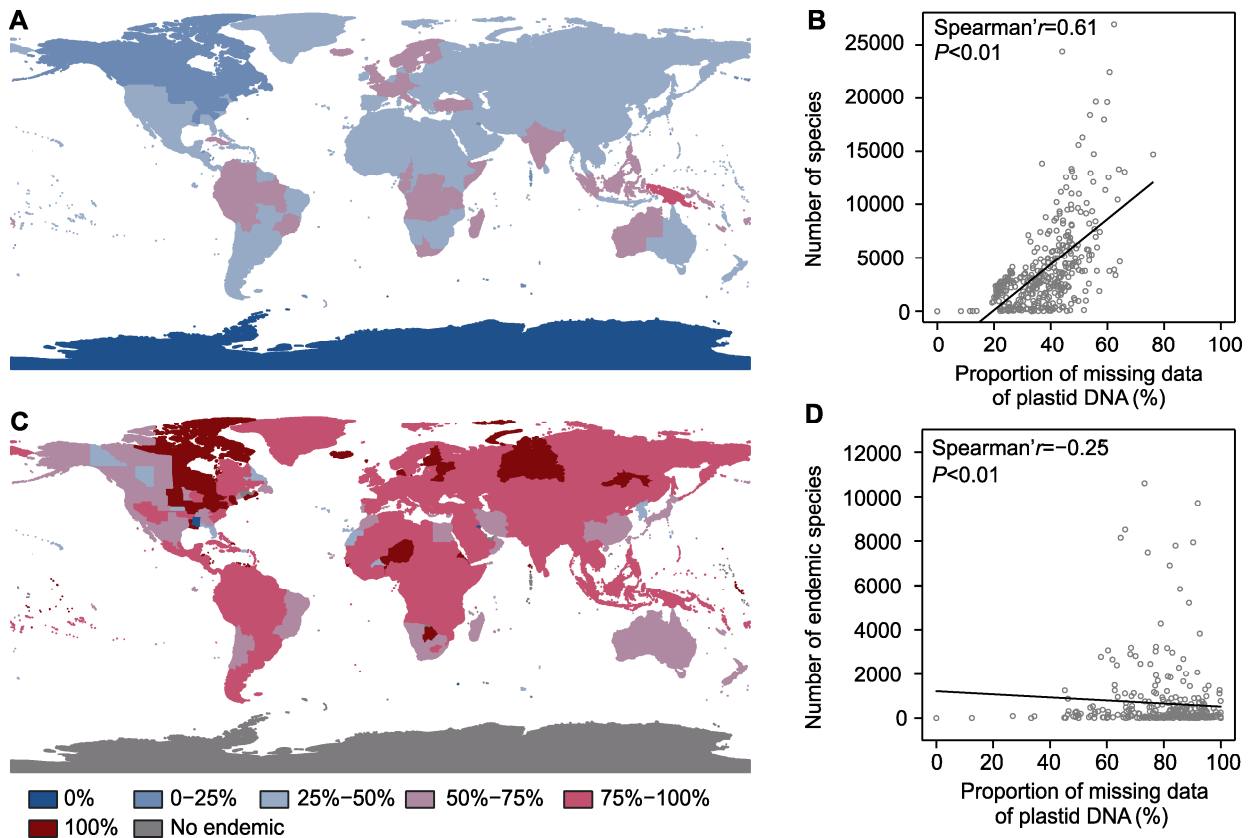 A
B
Spearman'r=0.61
P<0.01
25000
20000
15000
10000
5000
0
Number of species
0 20 40 60 80 100
Proportion of missing data
of plastid DNA (%)
C
D
Spearman'r=−0.25
P<0.01
12000
10000
8000
6000
4000
2000
0
Number of endemic species
0 20 40 60 80 100
Proportion of missing data
of plastid DNA (%)
0% 0−25% 25%−50% 50%−75% 75%−100%
100% No endemic